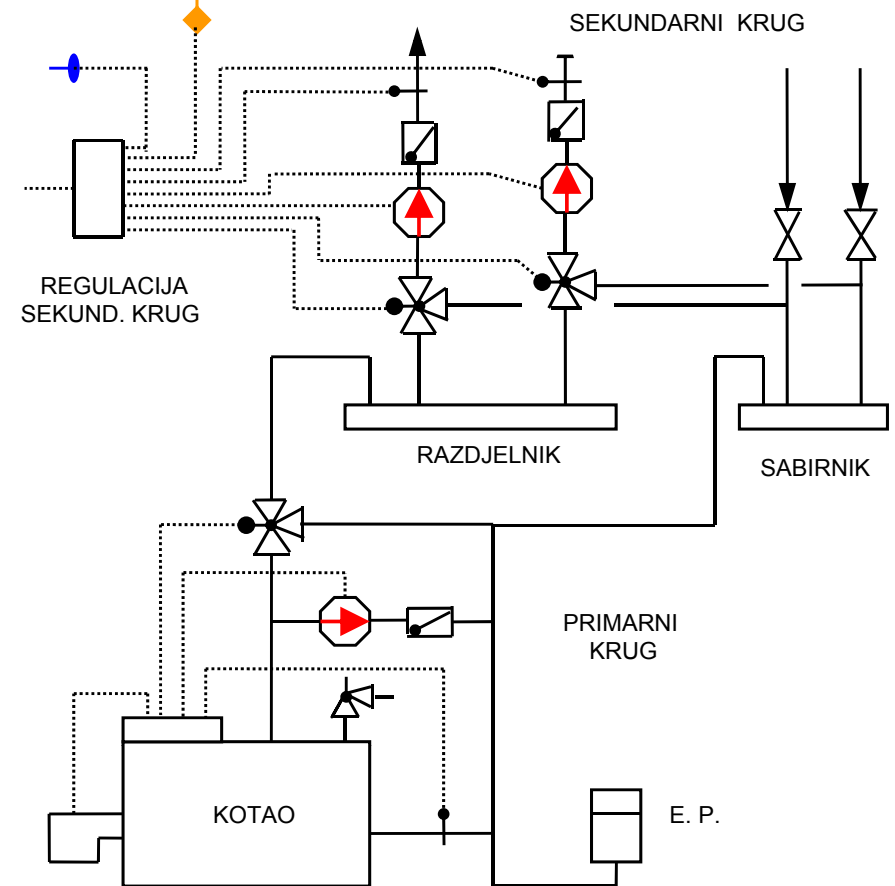 SEKUNDARNI KRUG
REGULACIJA
SEKUND. KRUG
RAZDJELNIK
SABIRNIK
PRIMARNI
KRUG
KOTAO
E. P.